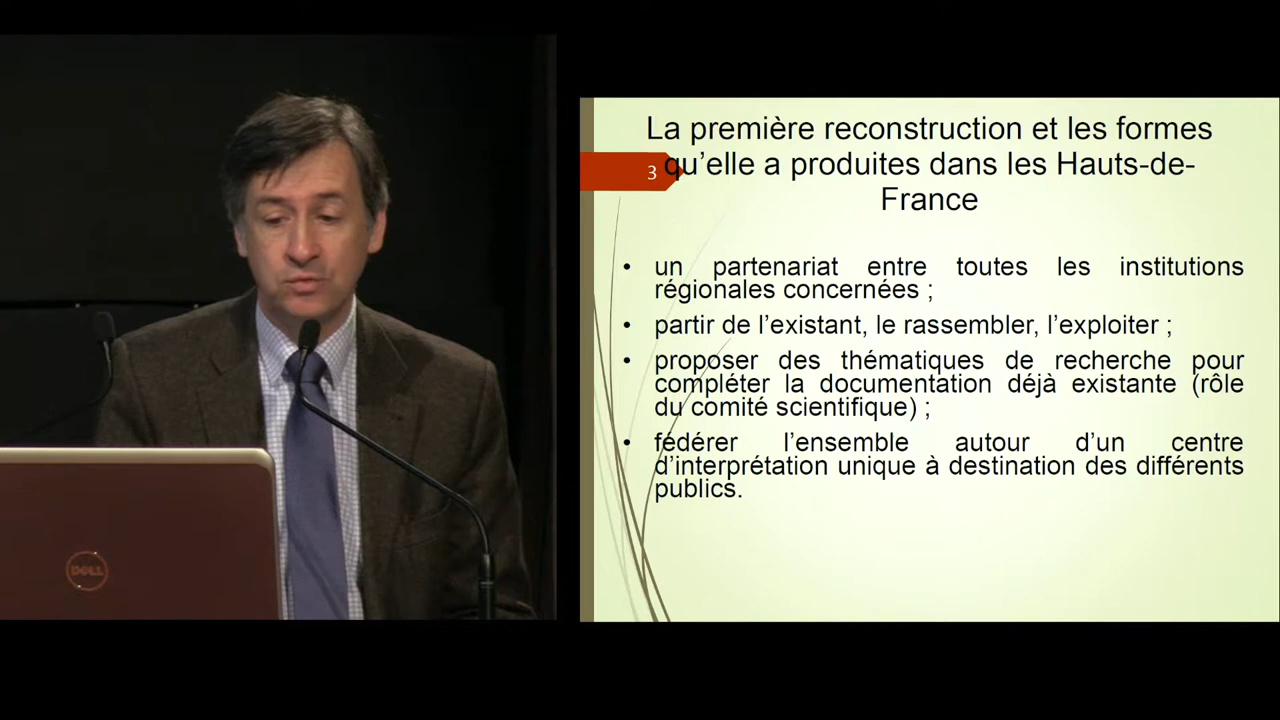 La première reconstruction et les formes
qu’elle a produites dans les Hauts-de-
France
3
• un partenariat entre toutes les institutions
régionales concernées ;
• partir de l’existant, le rassembler, l’exploiter ;
• proposer des thématiques de recherche pour
compléter la documentation déjà existante (rôle
du comité scientifique) ;
• fédérer l’ensemble autour d’un centre
d’interprétation unique à destination des différents
publics.
DELL